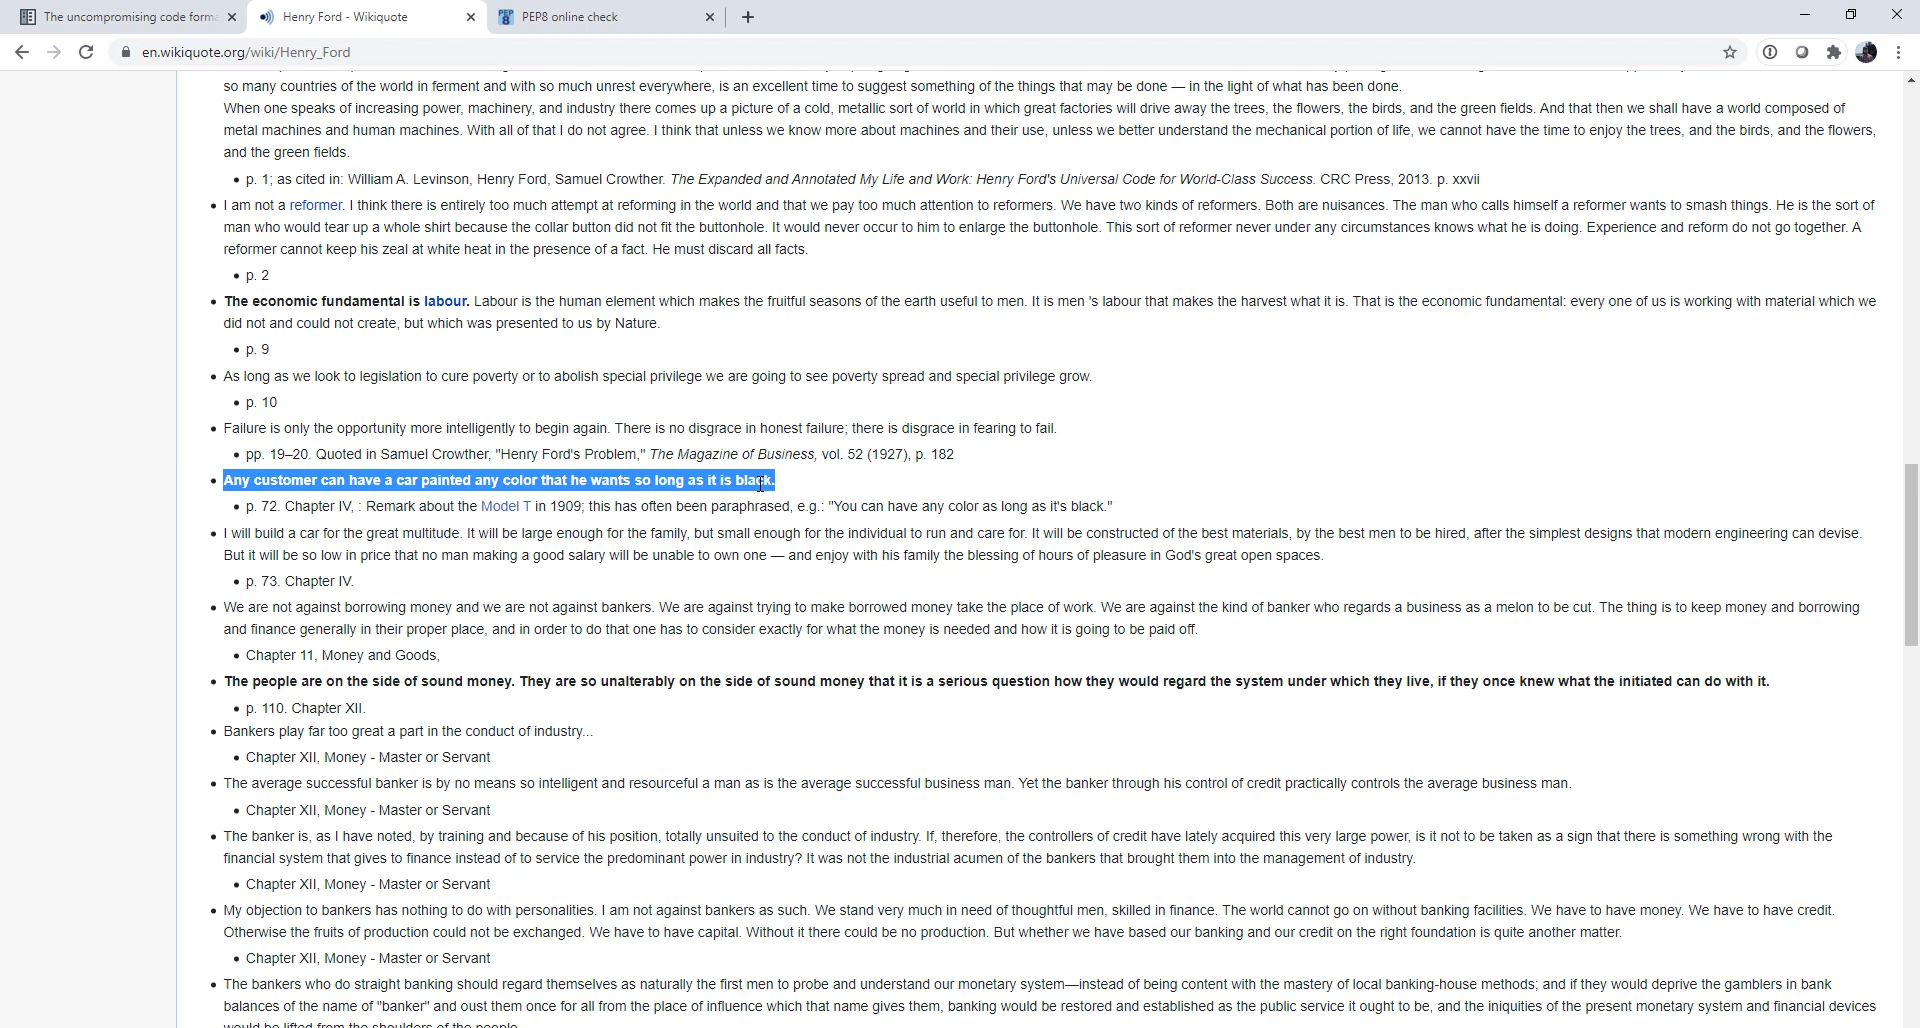 The uncompromising code forma
Henry Ford - Wikiquote
PEP8 online check
en.wikiquote.org/wiki/Henry_Ford
so many countries of the world in ferment and with so much unrest everywhere, is an excellent time to suggest something of the things that may be done — in the light of what has been done.
When one speaks of increasing power, machinery, and industry there comes up a picture of a cold, metallic sort of world in which great factories will drive away the trees, the flowers, the birds, and the green fields. And that then we shall have a world composed of
metal machines and human machines. With all of that I do not agree. I think that unless we know more about machines and their use, unless we better understand the mechanical portion of life, we cannot have the time to enjoy the trees, and the birds, and the flowers,
and the green fields.
• p. 1; as cited in: William A. Levinson, Henry Ford, Samuel Crowther. The Expanded and Annotated My Life and Work: Henry Ford's Universal Code for World-Class Success. CRC Press, 2013. p. xxvii
• I am not a reformer. I think there is entirely too much attempt at reforming in the world and that we pay too much attention to reformers. We have two kinds of reformers. Both are nuisances. The man who calls himself a reformer wants to smash things. He is the sort of
man who would tear up a whole shirt because the collar button did not fit the buttonhole. It would never occur to him to enlarge the buttonhole. This sort of reformer never under any circumstances knows what he is doing. Experience and reform do not go together. A
reformer cannot keep his zeal at white heat in the presence of a fact. He must discard all facts.
• p. 2
• The economic fundamental is labour. Labour is the human element which makes the fruitful seasons of the earth useful to men. It is men 's labour that makes the harvest what it is. That is the economic fundamental: every one of us is working with material which we
did not and could not create, but which was presented to us by Nature.
• p. 9
• As long as we look to legislation to cure poverty or to abolish special privilege we are going to see poverty spread and special privilege grow.
• p. 10
• Failure is only the opportunity more intelligently to begin again. There is no disgrace in honest failure; there is disgrace in fearing to fail.
• pp. 19–20. Quoted in Samuel Crowther, "Henry Ford's Problem," The Magazine of Business, vol. 52 (1927), p. 182
• Any customer can have a car painted any color that he wants so long as it is black.
• p. 72. Chapter IV, : Remark about the Model T in 1909; this has often been paraphrased, e.g.: "You can have any color as long as it's black."
• I will build a car for the great multitude. It will be large enough for the family, but small enough for the individual to run and care for. It will be constructed of the best materials, by the best men to be hired, after the simplest designs that modern engineering can devise.
But it will be so low in price that no man making a good salary will be unable to own one — and enjoy with his family the blessing of hours of pleasure in God's great open spaces.
• p. 73. Chapter IV.
• We are not against borrowing money and we are not against bankers. We are against trying to make borrowed money take the place of work. We are against the kind of banker who regards a business as a melon to be cut. The thing is to keep money and borrowing
and finance generally in their proper place, and in order to do that one has to consider exactly for what the money is needed and how it is going to be paid off.
• Chapter 11, Money and Goods,
• The people are on the side of sound money. They are so unalterably on the side of sound money that it is a serious question how they would regard the system under which they live, if they once knew what the initiated can do with it.
• p. 110. Chapter XII.
• Bankers play far too great a part in the conduct of industry...
• Chapter XII, Money - Master or Servant
• The average successful banker is by no means so intelligent and resourceful a man as is the average successful business man. Yet the banker through his control of credit practically controls the average business man.
• Chapter XII, Money - Master or Servant
• The banker is, as I have noted, by training and because of his position, totally unsuited to the conduct of industry. If, therefore, the controllers of credit have lately acquired this very large power, is it not to be taken as a sign that there is something wrong with the
financial system that gives to finance instead of to service the predominant power in industry? It was not the industrial acumen of the bankers that brought them into the management of industry.
• Chapter XII, Money - Master or Servant
• My objection to bankers has nothing to do with personalities. I am not against bankers as such. We stand very much in need of thoughtful men, skilled in finance. The world cannot go on without banking facilities. We have to have money. We have to have credit.
Otherwise the fruits of production could not be exchanged. We have to have capital. Without it there could be no production. But whether we have based our banking and our credit on the right foundation is quite another matter.
• Chapter XII, Money - Master or Servant
• The bankers who do straight banking should regard themselves as naturally the first men to probe and understand our monetary system—instead of being content with the mastery of local banking-house methods; and if they would deprive the gamblers in bank
balances of the name of "banker" and oust them once for all from the place of influence which that name gives them, banking would be restored and established as the public service it ought to be, and the iniquities of the present monetary system and financial devices
would be lifted from the shoulders of the people.